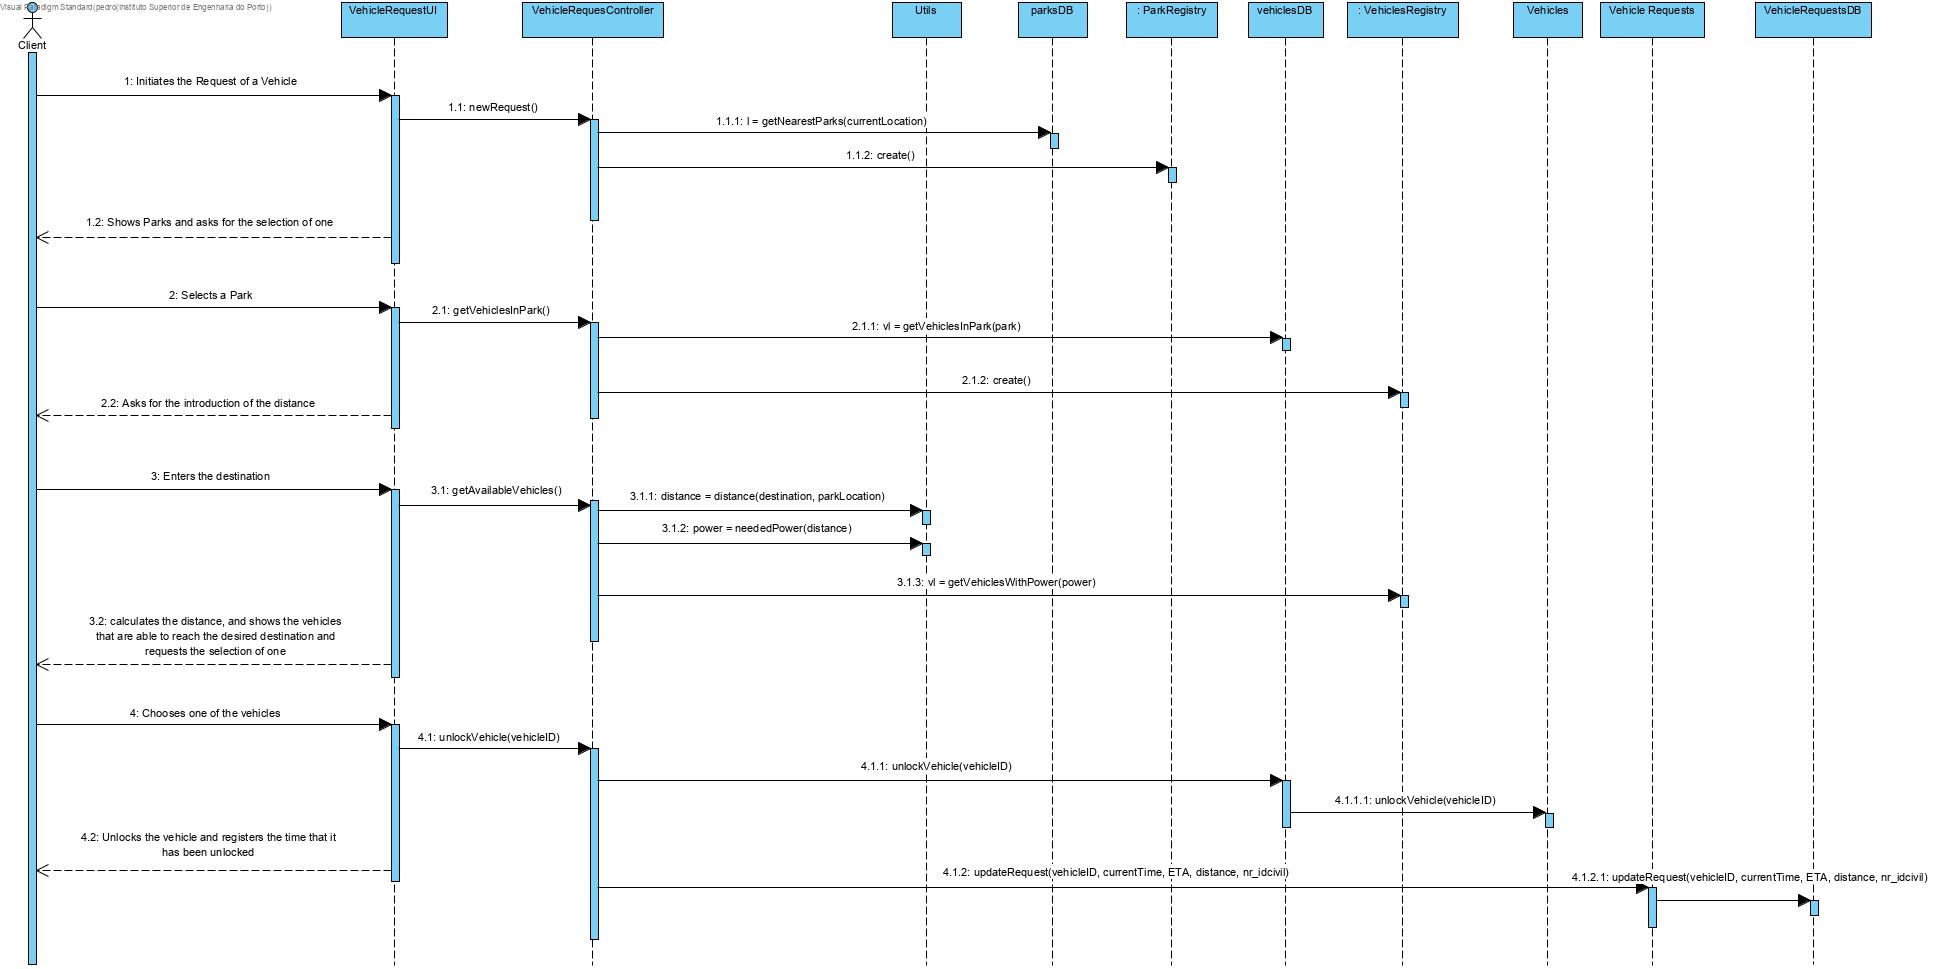 Visual Paradigm Standard(pedro(Instituto Superior de Engenharia do Porto))
Client
VehicleRequestUI
VehicleRequesController
Utils
parksDB
: ParkRegistry
vehiclesDB
: VehiclesRegistry
Vehicles
Vehicle Requests
VehicleRequestsDB
1: Initiates the Request of a Vehicle
1.1: newRequest()
1.1.1: l = getNearestParks(currentLocation)
1.1.2: create()
1.2: Shows Parks and asks for the selection of one
2: Selects a Park
2.1: getVehiclesInPark()
2.1.1: vl = getVehiclesInPark(park)
2.1.2: create()
2.2: Asks for the introduction of the distance
3: Enters the destination
3.1: getAvailableVehicles()
3.1.1: distance = distance(destination, parkLocation)
3.1.2: power = neededPower(distance)
3.1.3: vl = getVehiclesWithPower(power)
3.2: calculates the distance, and shows the vehicles
that are able to reach the desired destination and
requests the selection of one
4: Chooses one of the vehicles
4.1: unlockVehicle(vehicleID)
4.1.1: unlockVehicle(vehicleID)
4.1.1.1: unlockVehicle(vehicleID)
4.2: Unlocks the vehicle and registers the time that it
has been unlocked
4.1.2: updateRequest(vehicleID, currentTime, ETA, distance, nr_idcivil)
4.1.2.1: updateRequest(vehicleID, currentTime, ETA, distance, nr_idcivil)